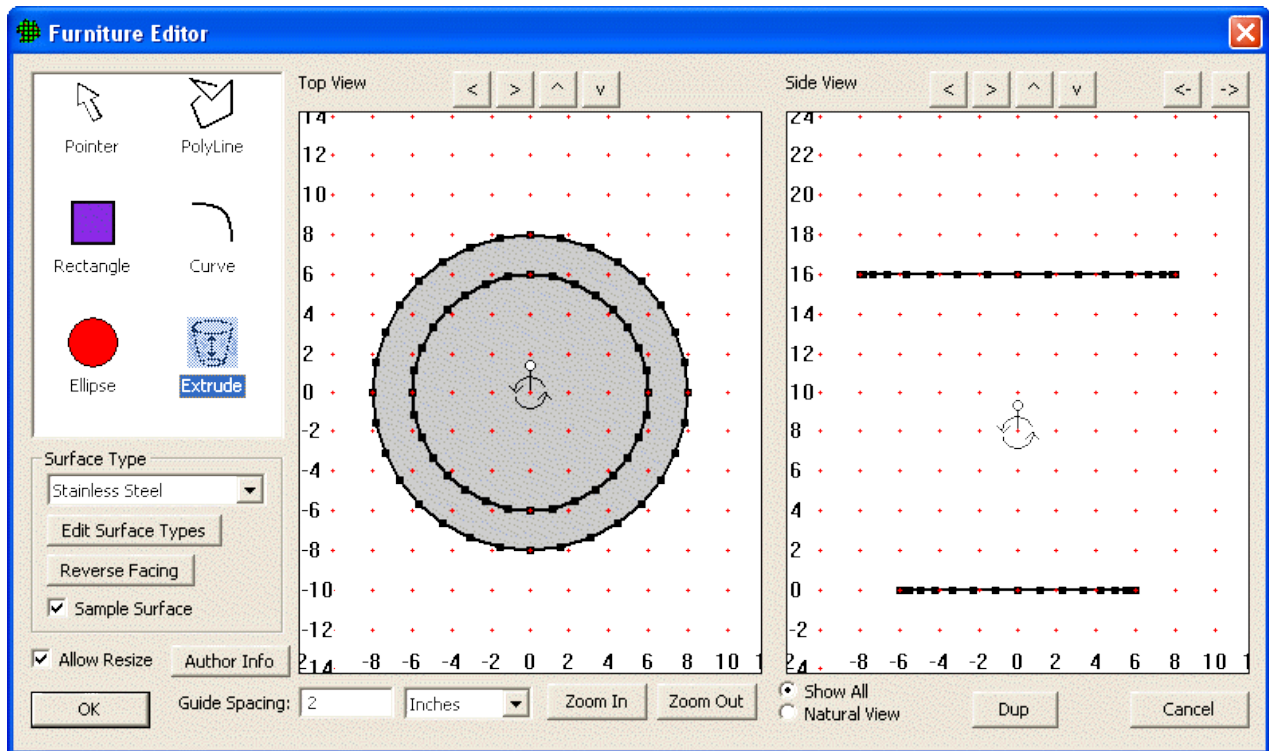 Furniture Editor
Pointer
PolyLine
Rectangle
Curve
Ellipse
Extrude
Surface Type
Stainless Steel
Edit Surface Types
Reverse Facing
Sample Surface
Allow Resize
Author Info
OK
Top View
< > ^ v
14
12
10
8
6
4
2
0
-2
-4
-6
-8
-10
-12
-14
-8 -6 -4 -2 0 2 4 6 8 10
Guide Spacing: 2 Inches Zoom In Zoom Out
Side View
< > ^ v <- ->
24
22
20
18
16
14
12
10
8
6
4
2
0
-2
-4
-8 -6 -4 -2 0 2 4 6 8 10
Show All
Natural View
Dup
Cancel